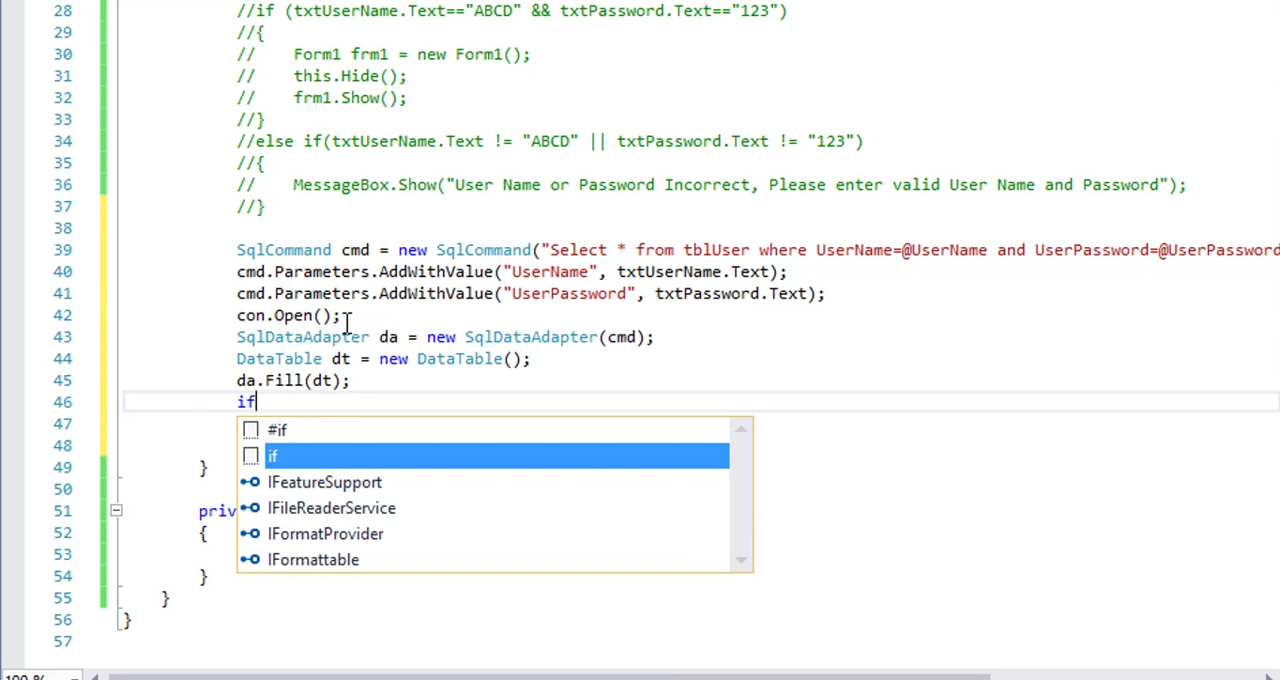 28 //if (txtUserName.Text=="ABCD" && txtPassword.Text=="123")
29 //{
30 //    Form1 frm1 = new Form1();
31 //    this.Hide();
32 //    frm1.Show();
33 //}
34 //else if(txtUserName.Text != "ABCD" || txtPassword.Text != "123")
35 //{
36 //    MessageBox.Show("User Name or Password Incorrect, Please enter valid User Name and Password");
37 //}
38
39 SqlCommand cmd = new SqlCommand("Select * from tblUser where UserName=@UserName and UserPassword=@UserPassword
40 cmd.Parameters.AddWithValue("UserName", txtUserName.Text);
41 cmd.Parameters.AddWithValue("UserPassword", txtPassword.Text);
42 con.Open();
43 SqlDataAdapter da = new SqlDataAdapter(cmd);
44 DataTable dt = new DataTable();
45 da.Fill(dt);
46 if
47 #if
48 if
49 }
50 IFeatureSupport
51 priv IFileReaderService
52 { IFormatProvider
53 IFormattable
54 }
55 }
56 }
57
100 %